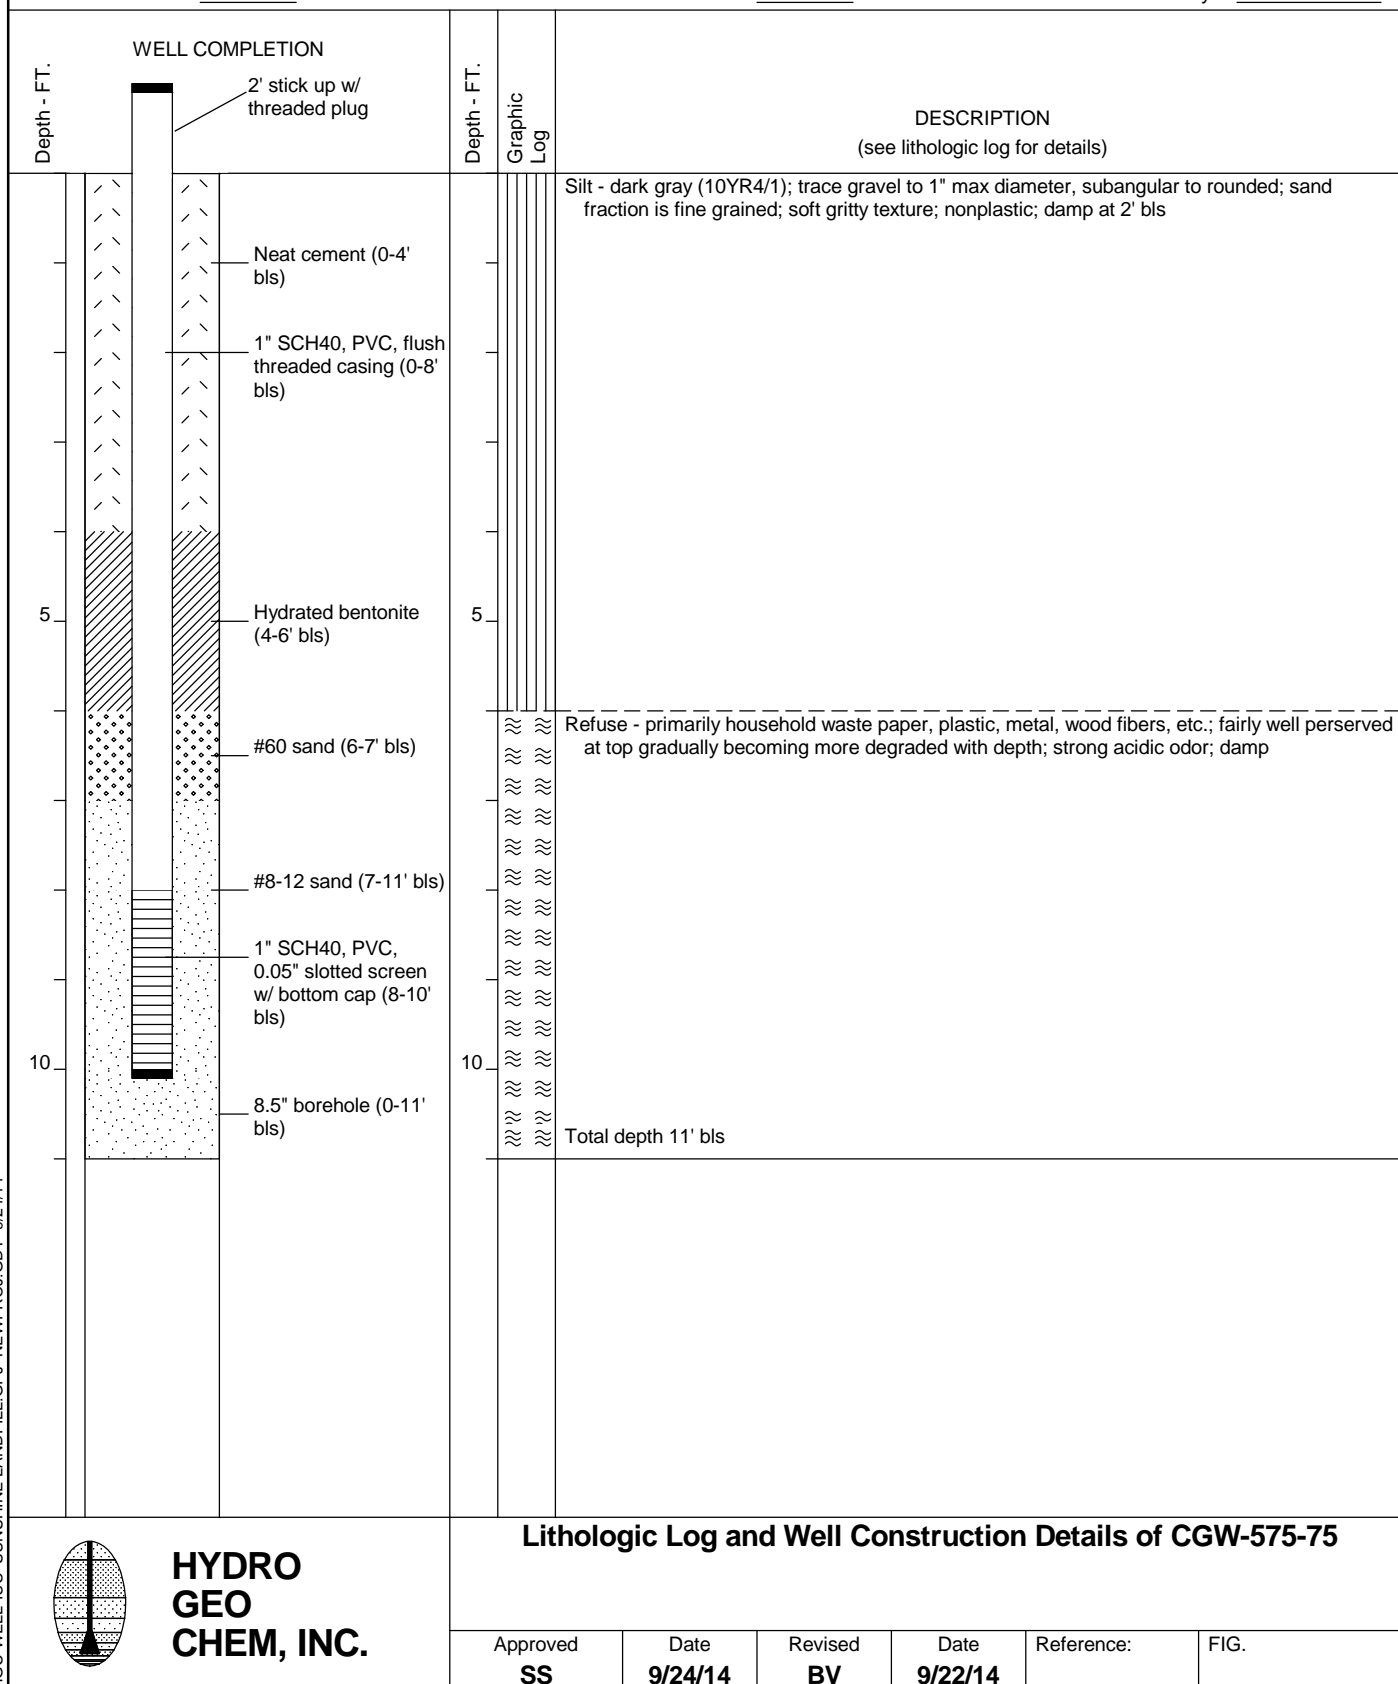 WELL COMPLETION
Depth - FT.
2' stick up w/
threaded plug
Depth - FT.
Graphic
Log
DESCRIPTION
(see lithologic log for details)
Silt - dark gray (10YR4/1); trace gravel to 1" max diameter, subangular to rounded; sand
fraction is fine grained; soft gritty texture; nonplastic; damp at 2' bls
Neat cement (0-4'
bls)
1" SCH40, PVC, flush
threaded casing (0-8'
bls)
5
Hydrated bentonite
(4-6' bls)
5
#60 sand (6-7' bls)
Refuse - primarily household waste paper, plastic, metal, wood fibers, etc.; fairly well perserved
at top gradually becoming more degraded with depth; strong acidic odor; damp
#8-12 sand (7-11' bls)
1" SCH40, PVC,
0.05" slotted screen
w/ bottom cap (8-10'
bls)
10
10
8.5" borehole (0-11'
bls)
Total depth 11' bls
HYDRO
GEO
CHEM, INC.
Lithologic Log and Well Construction Details of CGW-575-75
Approved
SS
Date
9/24/14
Revised
BV
Date
9/22/14
Reference:
FIG.